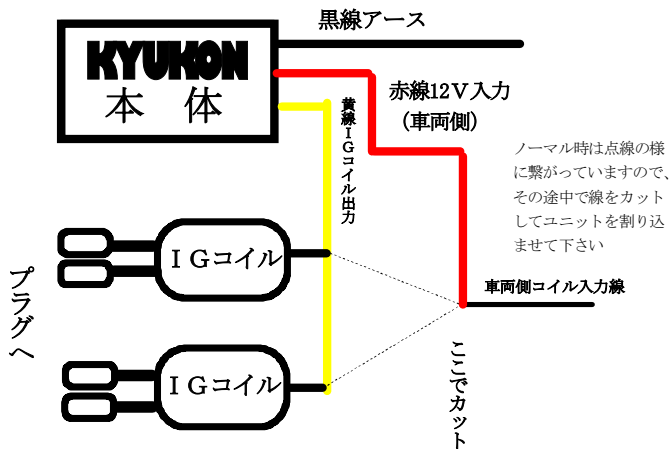 黒線アース
KYUKON
本体
赤線12V入力
（車両側）
黄線IGコイル出力
ノーマル時は点線の様
に繋がっていますので、
その途中で線をカット
してユニットを割り込
ませて下さい
IGコイル
車両側コイル入力線
プラグへ
IGコイル
ここでカット